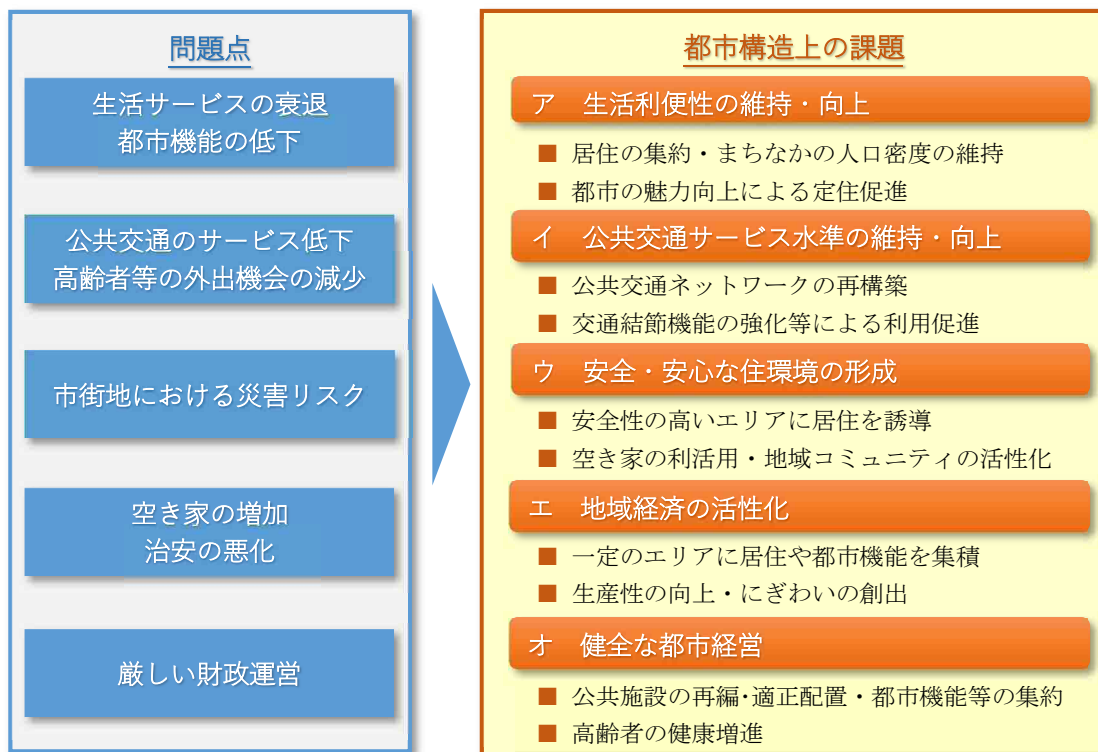 問題点
生活サービスの衰退
都市機能の低下
公共交通のサービス低下
高齢者等の外出機会の減少
市街地における災害リスク
空き家の増加
治安の悪化
厳しい財政運営
都市構造上の課題
ア 生活利便性の維持・向上
■ 居住の集約・まちなかの人口密度の維持
■ 都市の魅力向上による定住促進
イ 公共交通サービス水準の維持・向上
■ 公共交通ネットワークの再構築
■ 交通結節機能の強化等による利用促進
ウ 安全・安心な住環境の形成
■ 安全性の高いエリアに居住を誘導
■ 空き家の利活用・地域コミュニティの活性化
エ 地域経済の活性化
■ 一定のエリアに居住や都市機能を集積
■ 生産性の向上・にぎわいの創出
オ 健全な都市経営
■ 公共施設の再編・適正配置・都市機能等の集約
■ 高齢者の健康増進